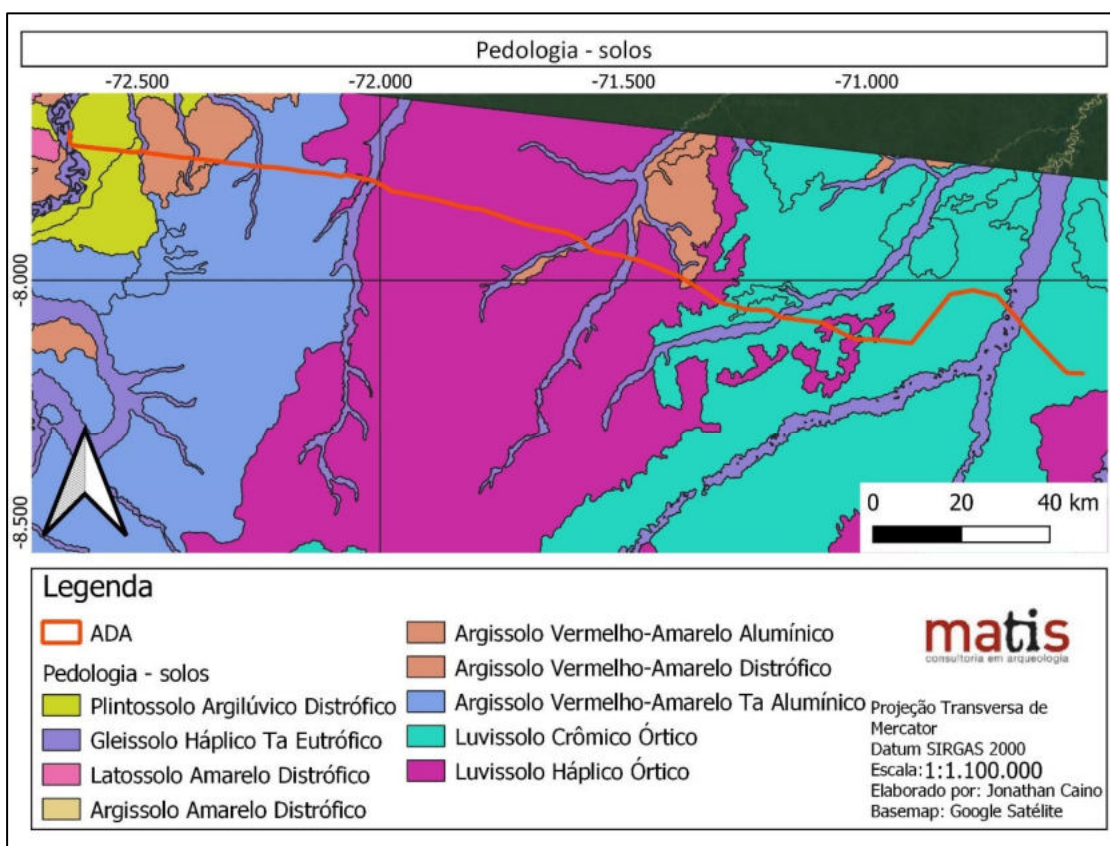 Pedologia - solos
-72.500 -72.000 -71.500 -71.000
-8.000
-8.500
0 20 40 km
Legenda
ADA
Pedologia - solos
Plintossolo Argilúvico Distrófico
Gleissolo Háplico Ta Eutrófico
Latossolo Amarelo Distrófico
Argissolo Amarelo Distrófico
Argissolo Vermelho-Amarelo Alumínico
Argissolo Vermelho-Amarelo Distrófico
Argissolo Vermelho-Amarelo Ta Alumínico
Luvissolo Crômico Órtico
Luvissolo Háplico Órtico
matis
consultoria em arqueologia
Projeção Transversa de
Mercator
Datum SIRGAS 2000
Escala:1:1.100.000
Elaborado por: Jonathan Caino
Basemap: Google Satélite